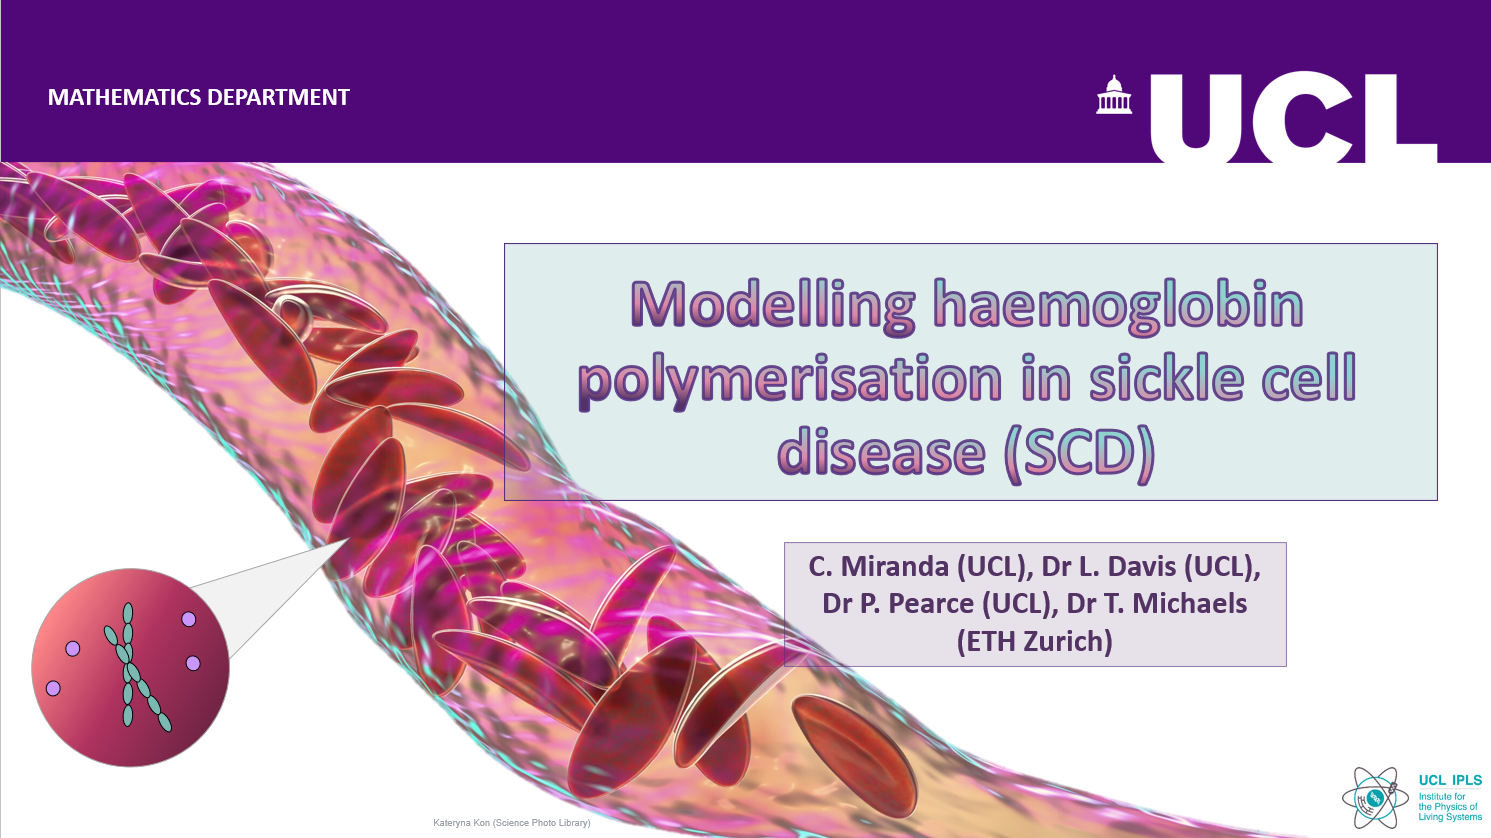 MATHEMATICS DEPARTMENT
UCL
Modelling haemoglobin
polymerisation in sickle cell
disease (SCD)
C. Miranda (UCL), Dr L. Davis (UCL),
Dr P. Pearce (UCL), Dr T. Michaels
(ETH Zurich)
Kateryna Kon (Science Photo Library)
UCL IPLS
Institute for
the Physics of
Living Systems